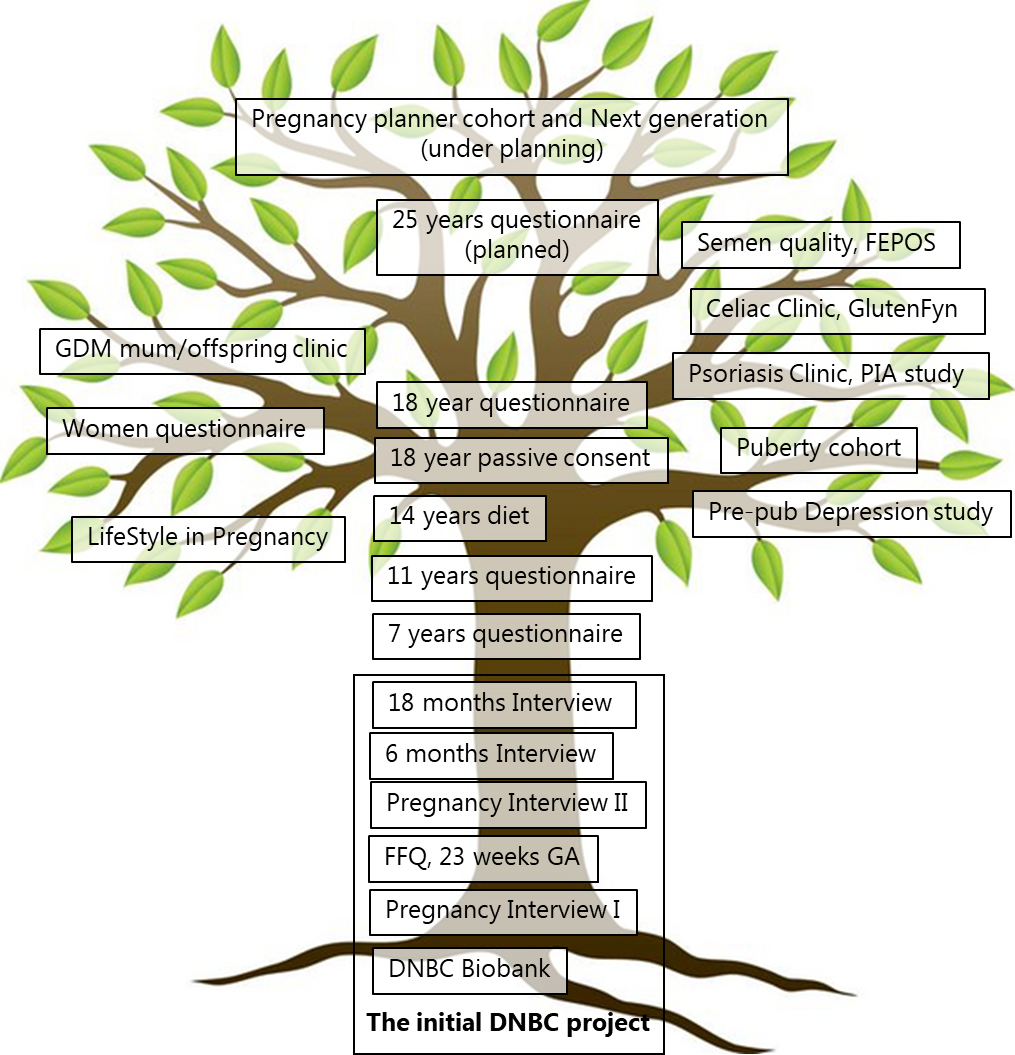 Pregnancy planner cohort and Next generation
(under planning)
25 years questionnaire
(planned)
Semen quality, FEPOS
Celiac Clinic, GlutenFyn
GDM mum/offspring clinic
Psoriasis Clinic, PIA study
18 year questionnaire
Women questionnaire
Puberty cohort
18 year passive consent
14 years diet
Pre-pub Depression study
LifeStyle in Pregnancy
11 years questionnaire
7 years questionnaire
18 months Interview
6 months Interview
Pregnancy Interview II
FFQ, 23 weeks GA
Pregnancy Interview I
DNBC Biobank
The initial DNBC project